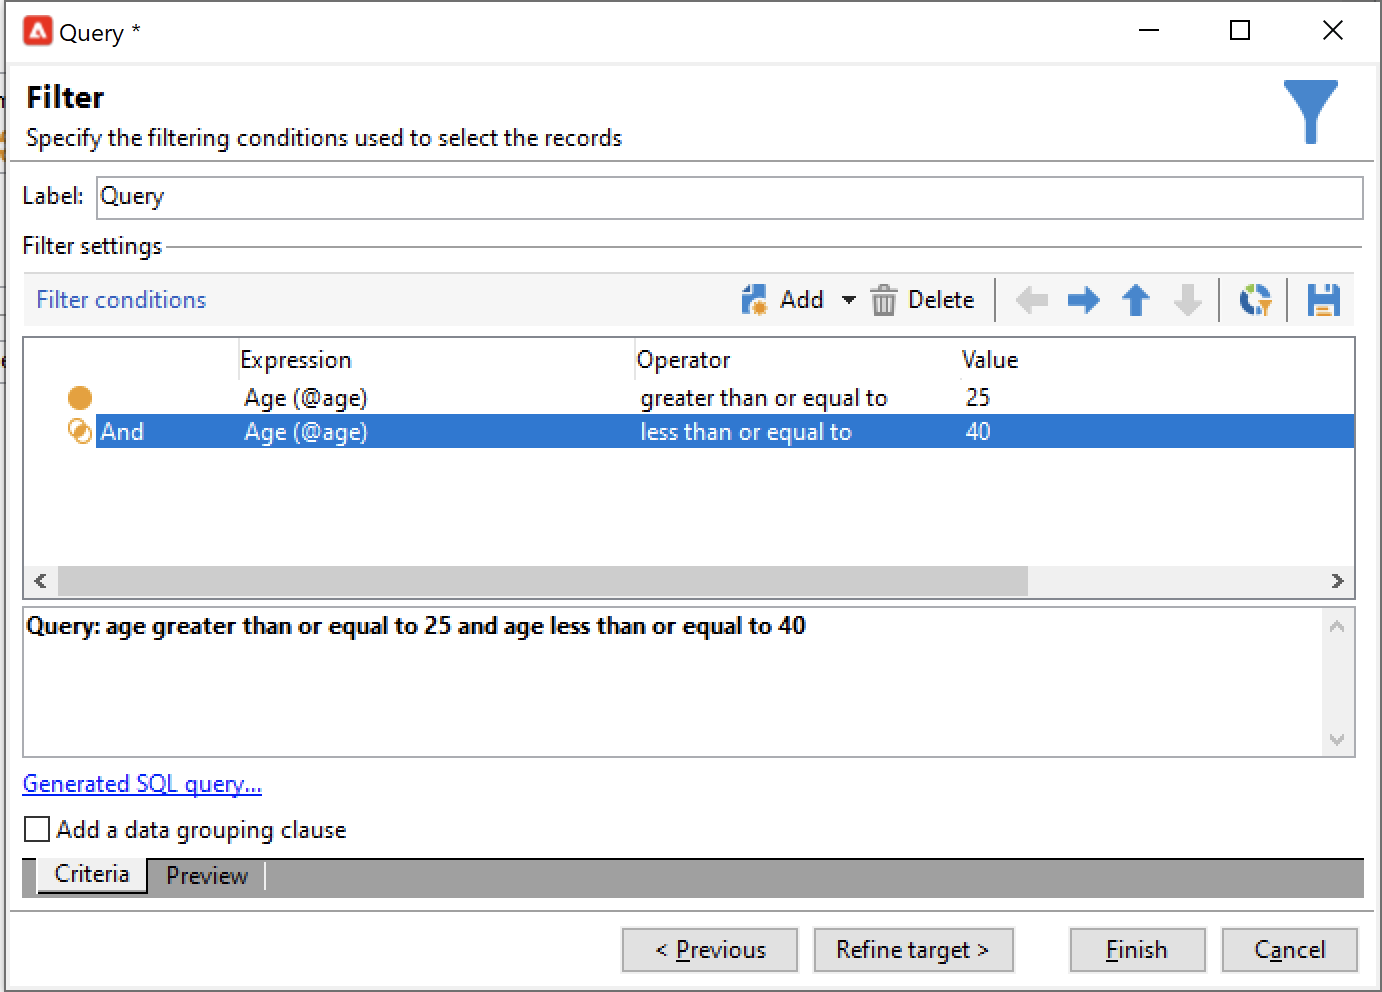 Query *
Filter
Specify the filtering conditions used to select the records
Label: Query
Filter settings
Filter conditions Add Delete
Expression Operator Value
Age (@age) greater than or equal to 25
And Age (@age) less than or equal to 40
Query: age greater than or equal to 25 and age less than or equal to 40
Generated SQL query...
Add a data grouping clause
Criteria Preview
< Previous Refine target > Finish Cancel